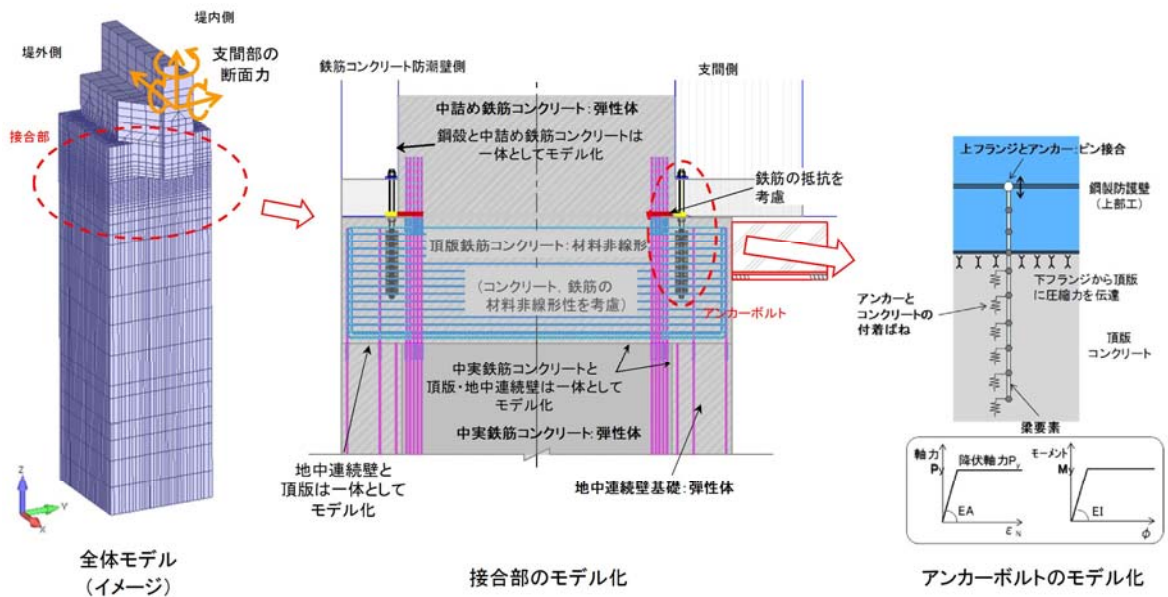 堤内側
堤外側
支間部の
断面力
接合部
Z
Y
X
全体モデル
(イメージ)
鉄筋コンクリート防潮壁側
支間側
中詰め鉄筋コンクリート：弾性体
鋼殻と中詰め鉄筋コンクリートは
一体としてモデル化
鉄筋の抵抗を
考慮
頂版鉄筋コンクリート：材料非線形
(コンクリート、鉄筋の
材料非線形性を考慮)
アンカーボルト
中実鉄筋コンクリートと
頂版・地中連続壁は一体として
モデル化
中実鉄筋コンクリート：弾性体
地中連続壁と
頂版は一体として
モデル化
地中連続壁基礎：弾性体
接合部のモデル化
上フランジとアンカー：ピン接合
鋼製防護壁
(上部工)
下フランジから頂版
に圧縮力を伝達
アンカーと
コンクリートの
付着ばね
頂版
コンクリート
梁要素
軸力
Py
降伏軸力Py
EA
εN
モーメント
M
EI
φ
アンカーボルトのモデル化